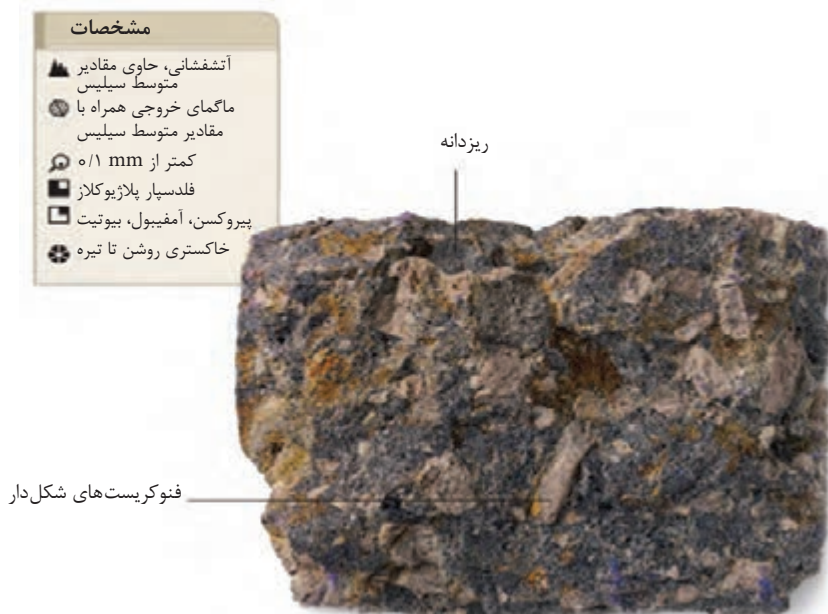 مشخصات
آتشفشانی، حاوی مقادیر
متوسط سیلیس
ماگمای خروجی همراه با
مقادیر متوسط سیلیس
کمتر از ۰/۱ mm
فلدسپار پلاژیوکلاز
پیروکسن، آمفیبول، بیوتیت
خاکستری روشن تا تیره
ریزدانه
فنوکریست‌های شکل‌دار